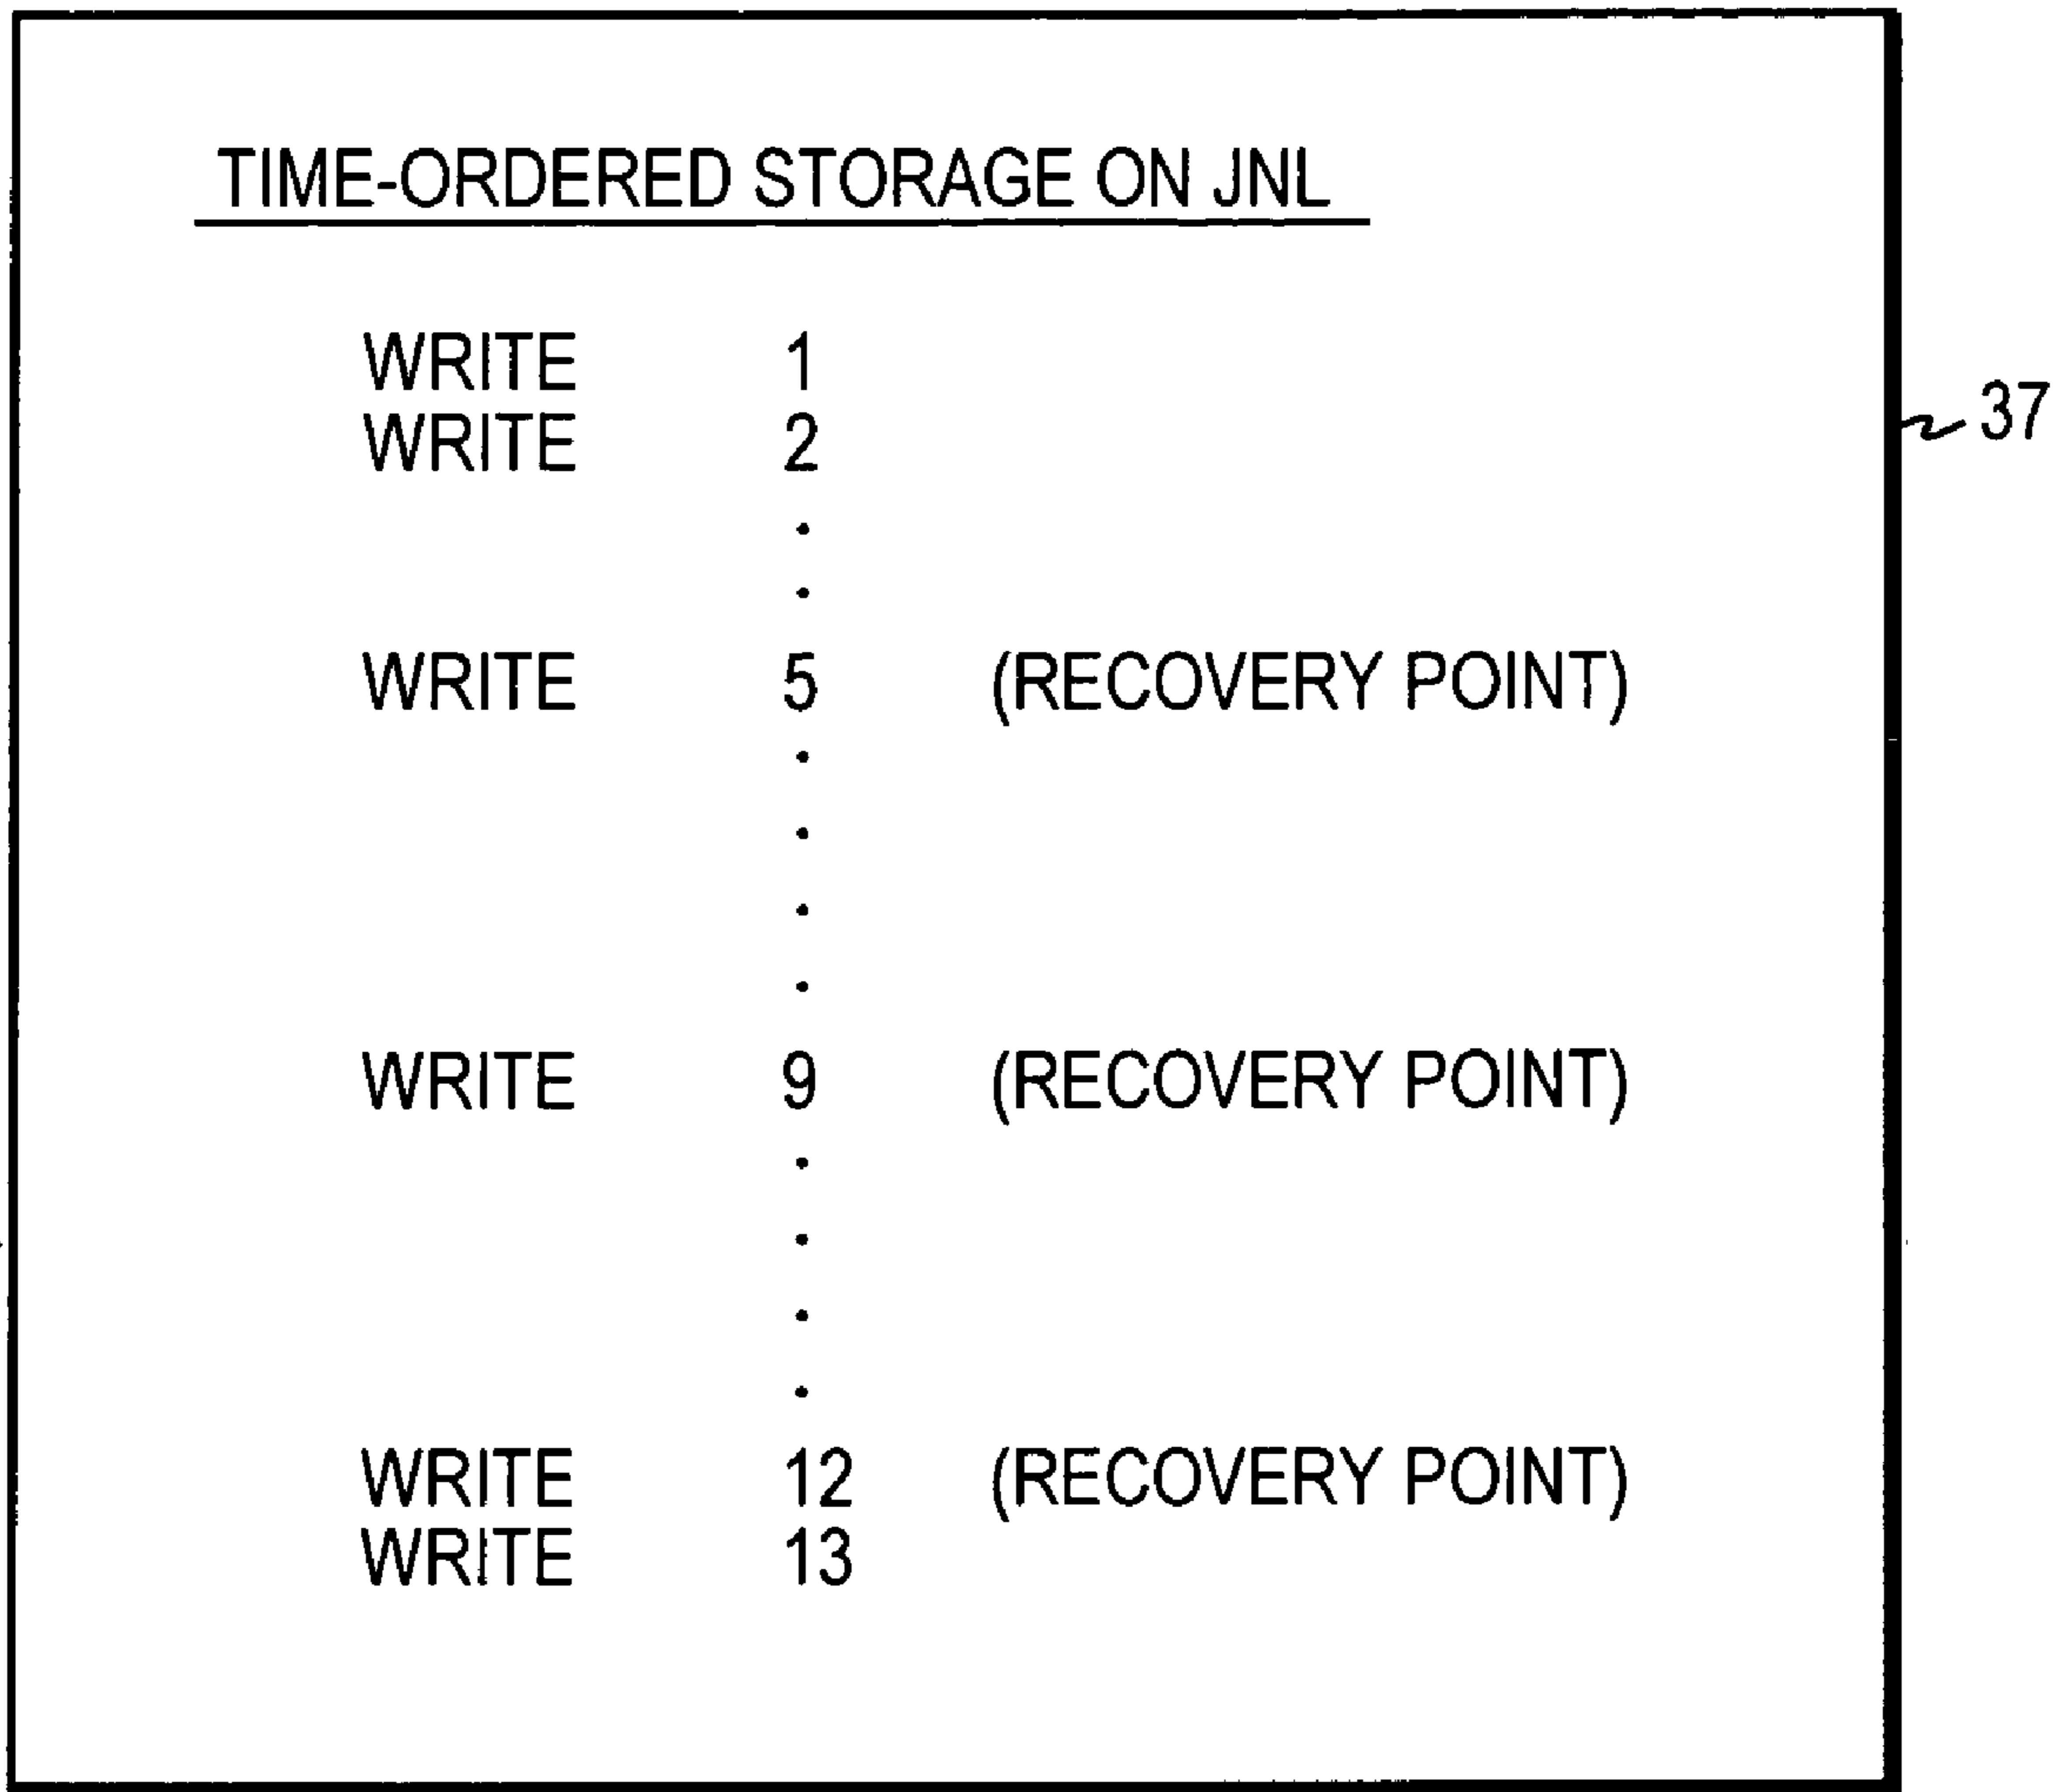 TIME-ORDERED STORAGE ON JNL
WRITE 1
WRITE 2
.
.
WRITE 5 (RECOVERY POINT)
.
.
.
.
WRITE 9 (RECOVERY POINT)
.
.
.
.
WRITE 12 (RECOVERY POINT)
WRITE 13
37